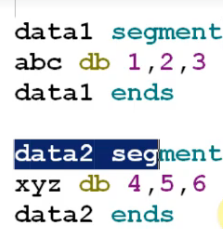 data1 segment
abc db 1,2,3
data1 ends
data2 segment
xyz db 4,5,6
data2 ends